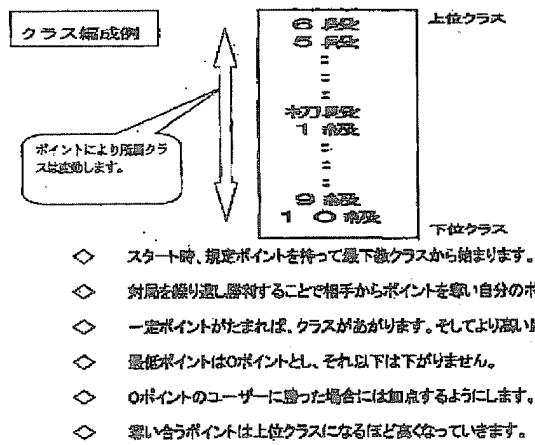 クラス編成例
上位クラス
6段
5段
:
:
:
初段
1級
:
:
:
9級
10級
下位クラス
ポイントにより所属クラ
スは変動します。
◇ スタート時、規定ポイントを持って最下級クラスから始まります。
◇ 対局を繰り返し勝利することで相手からポイントを奪い自分のポ
◇ 一定ポイントがたまれば、クラスがあがります。そしてより高い
◇ 最低ポイントは0ポイントとし、それ以下は下がりません。
◇ 0ポイントのユーザーに勝った場合には加点するようにします。
◇ 奪い合うポイントは上位クラスになるほど高くなっていきます。